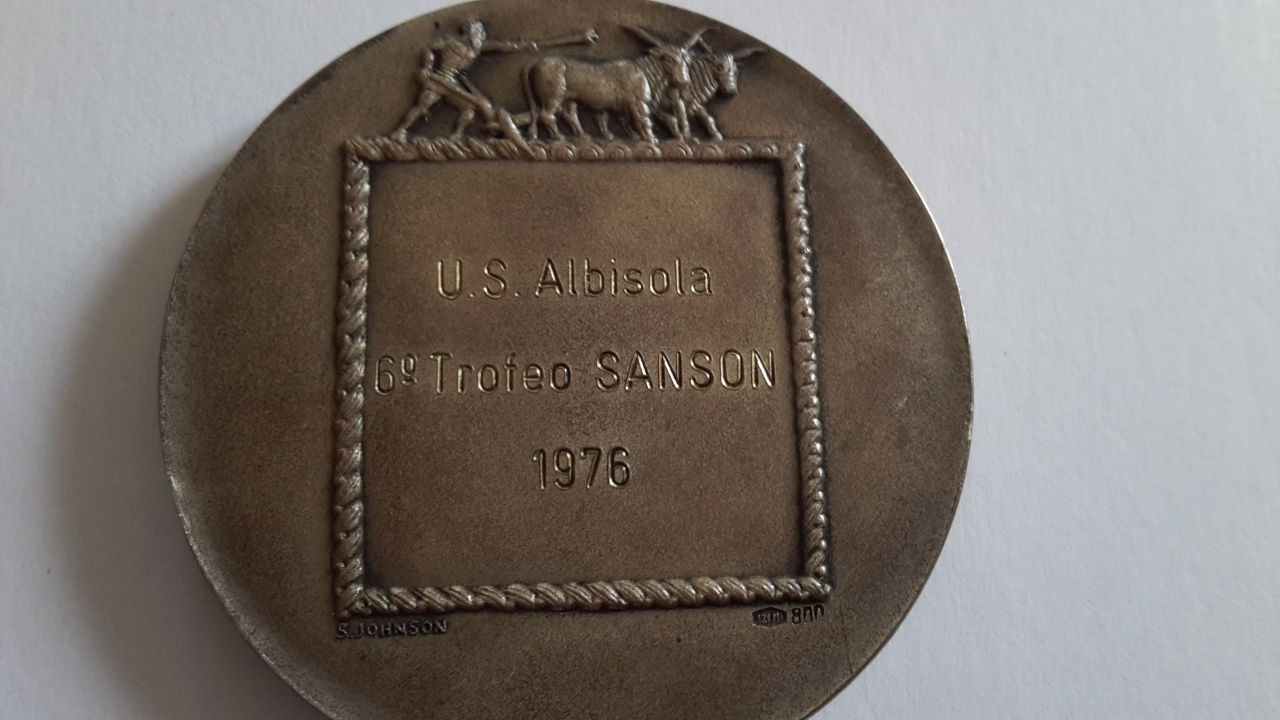 U.S. Albisola
6º Trofeo SANSON
1976
S.JOHNSON
800